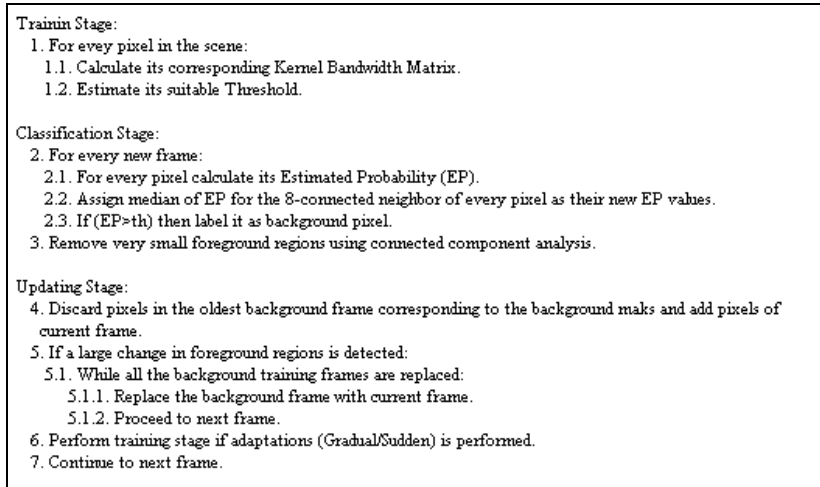 Trainin Stage:
1. For evey pixel in the scene:
1.1. Calculate its corresponding Kernel Bandwidth Matrix.
1.2. Estimate its suitable Threshold.
Classification Stage:
2. For every new frame:
2.1. For every pixel calculate its Estimated Probability (EP).
2.2. Assign median of EP for the 8-connected neighbor of every pixel as their new EP values.
2.3. If (EP>th) then label it as background pixel.
3. Remove very small foreground regions using connected component analysis.
Updating Stage:
4. Discard pixels in the oldest background frame corresponding to the background maks and add pixels of
current frame.
5. If a large change in foreground regions is detected:
5.1. While all the background training frames are replaced:
5.1.1. Replace the background frame with current frame.
5.1.2. Proceed to next frame.
6. Perform training stage if adaptations (Gradual/Sudden) is performed.
7. Continue to next frame.